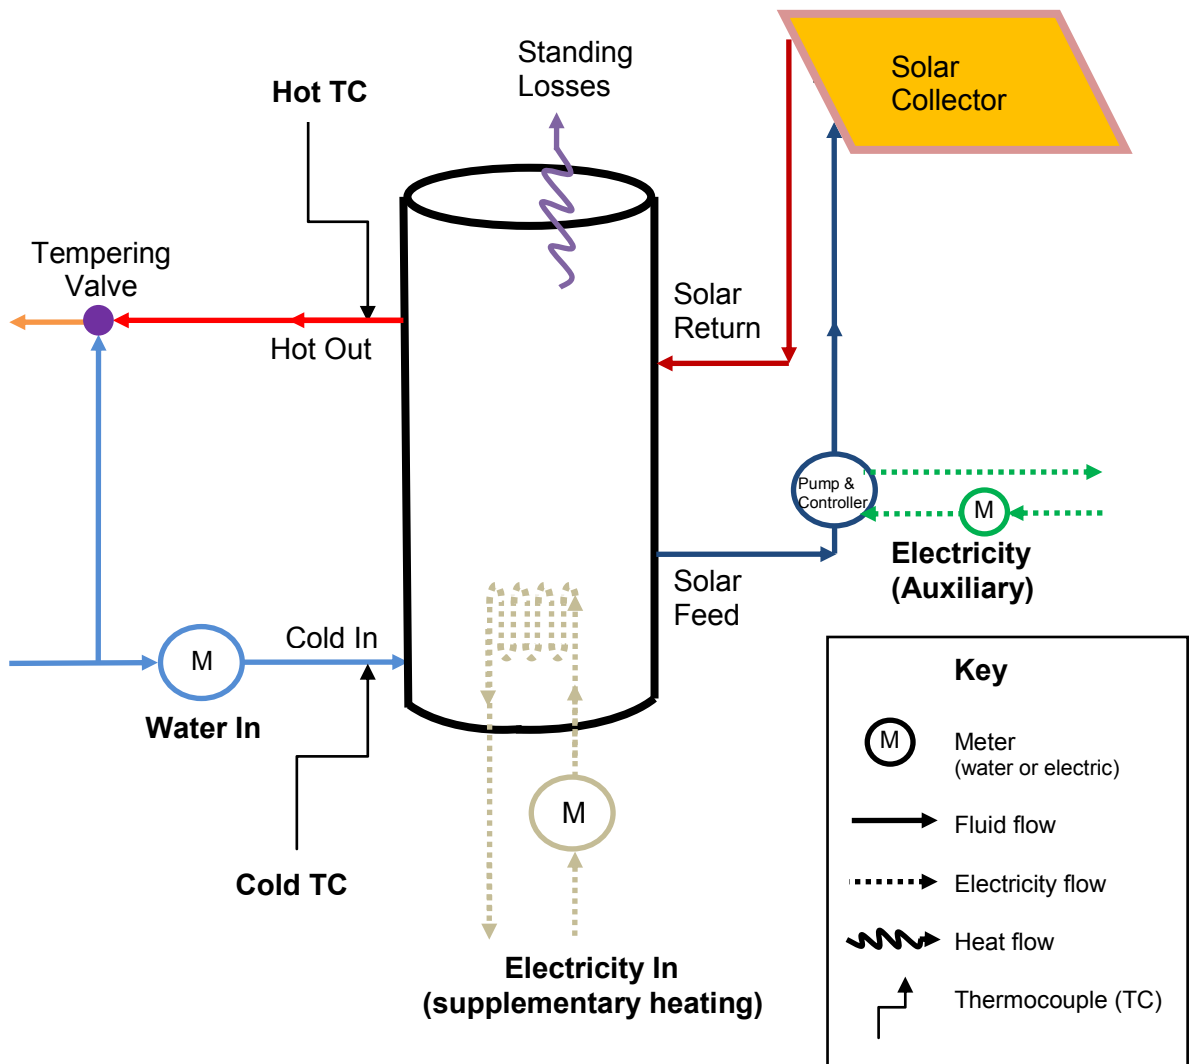 Standing
Losses
Solar
Collector
Hot TC
Tempering
Valve
Hot Out
Solar
Return
Pump &
Controller
M
Electricity
(Auxiliary)
Solar
Feed
Cold In
M
Water In
M
Cold TC
Electricity In
(supplementary heating)
Key
M
Meter
(water or electric)
Fluid flow
Electricity flow
Heat flow
Thermocouple (TC)